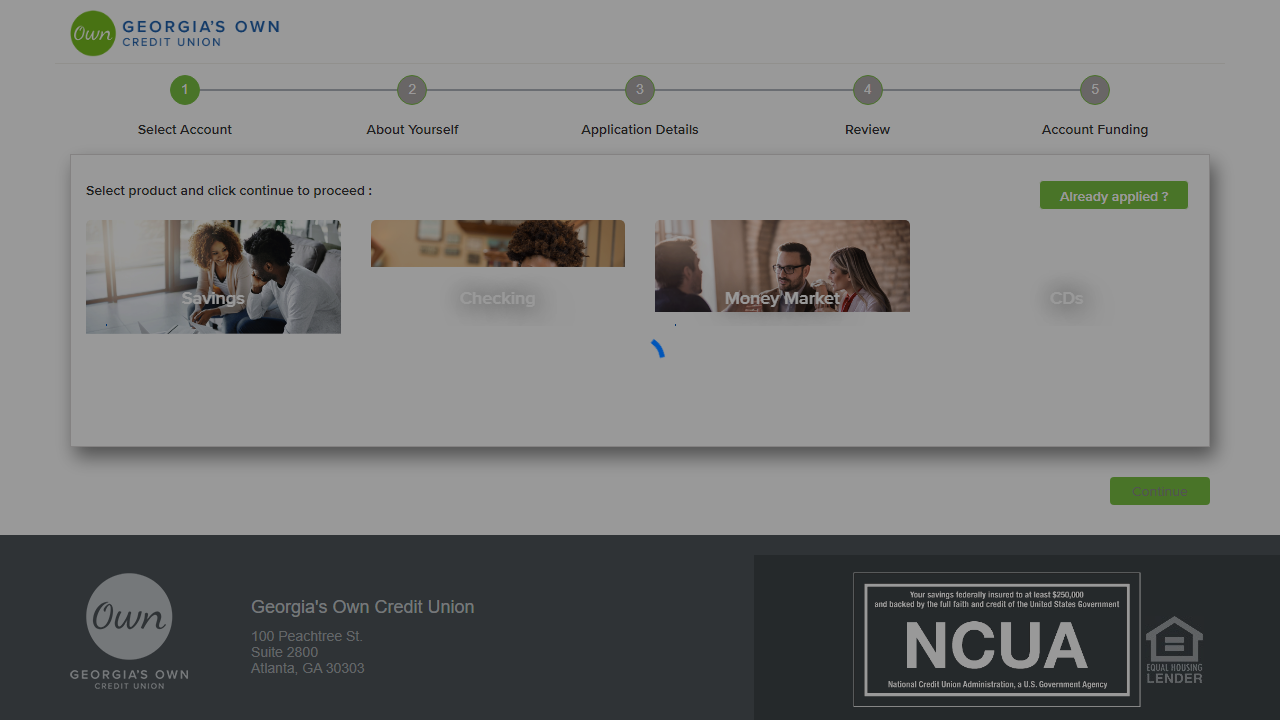 Own
GEORGIA'S OWN
CREDIT UNION
1
2
3
4
5
Select Account
About Yourself
Application Details
Review
Account Funding
Select product and click continue to proceed :
Already applied ?
Savings
Checking
Money Market
CDs
Continue
Own
GEORGIA'S OWN
CREDIT UNION
Georgia's Own Credit Union
100 Peachtree St.
Suite 2800
Atlanta, GA 30303
Your savings federally insured to at least $250,000
and backed by the full faith and credit of the United States Government
NCUA
National Credit Union Administration, a U.S. Government Agency
EQUAL HOUSING
LENDER